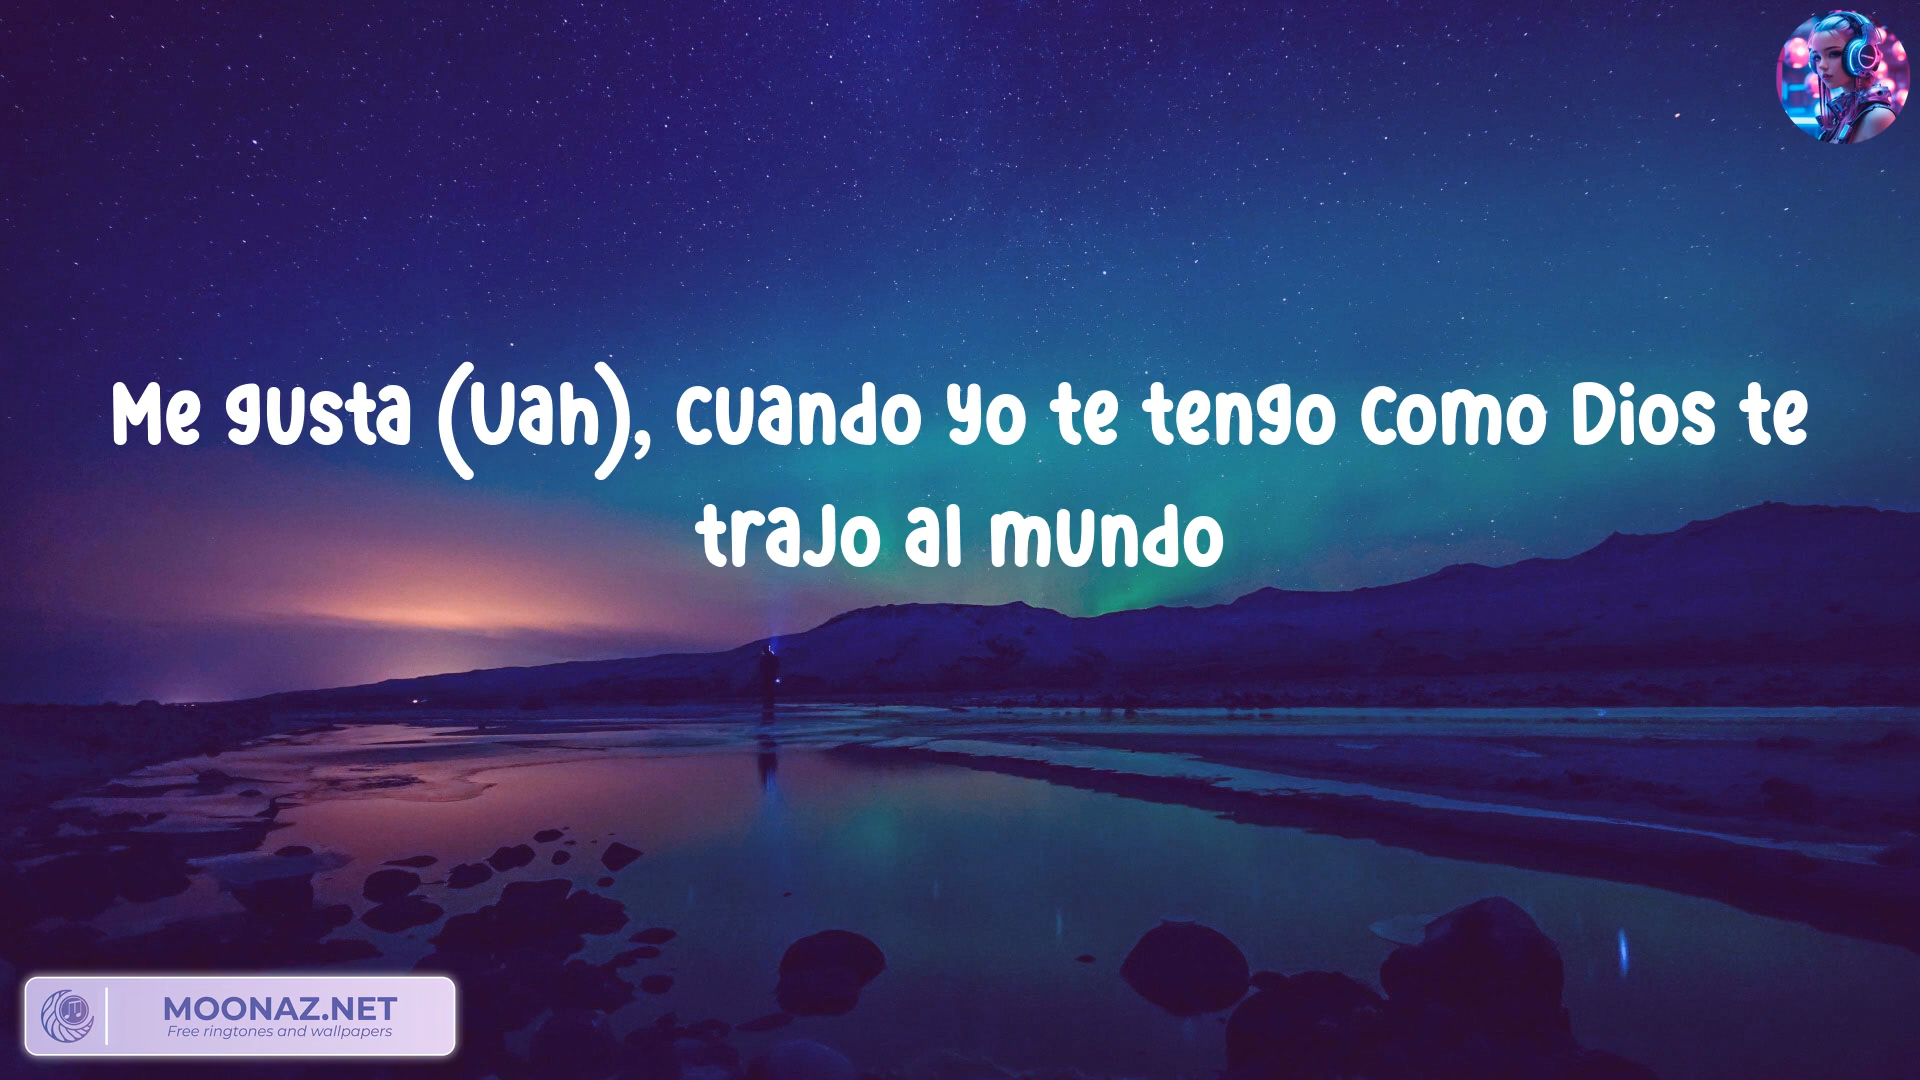 Me gusta (Uah), cuando yo te tengo como Dios te
trajo al mundo
MOONAZ.NET
Free ringtones and wallpapers